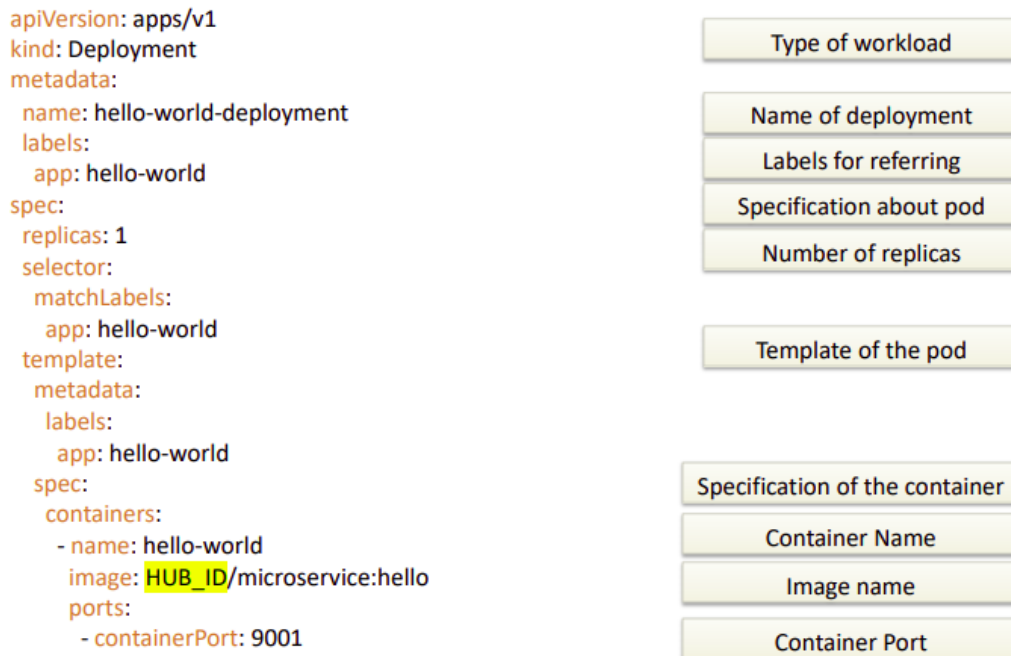 apiVersion: apps/v1
kind: Deployment
metadata:
name: hello-world-deployment
labels:
app: hello-world
spec:
replicas: 1
selector:
matchLabels:
app: hello-world
template:
metadata:
labels:
app: hello-world
spec:
containers:
- name: hello-world
image: HUB_ID/microservice:hello
ports:
- containerPort: 9001
Type of workload
Name of deployment
Labels for referring
Specification about pod
Number of replicas
Template of the pod
Specification of the container
Container Name
Image name
Container Port